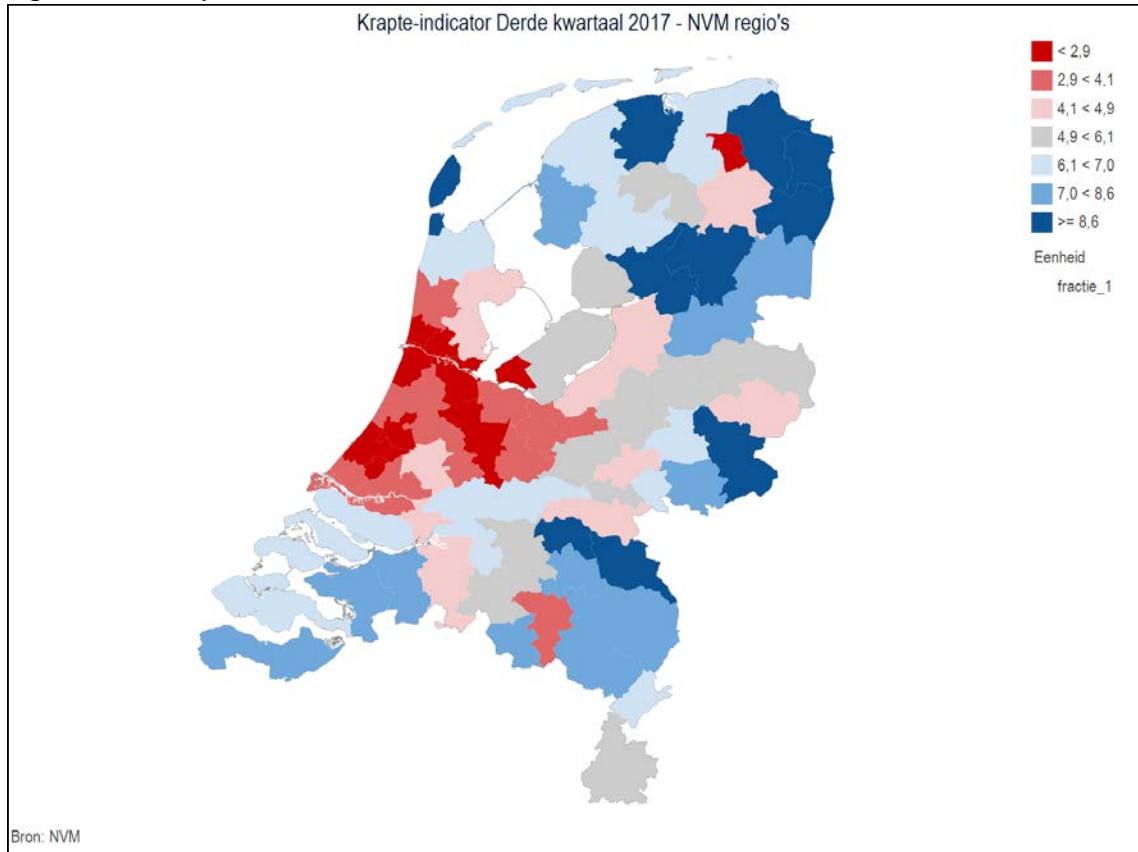 Krapte-indicator Derde kwartaal 2017 - NVM regio's
< 2,9
2,9 < 4,1
4,1 < 4,9
4,9 < 6,1
6,1 < 7,0
7,0 < 8,6
>= 8,6
Eenheid
fractie_1
Bron: NVM